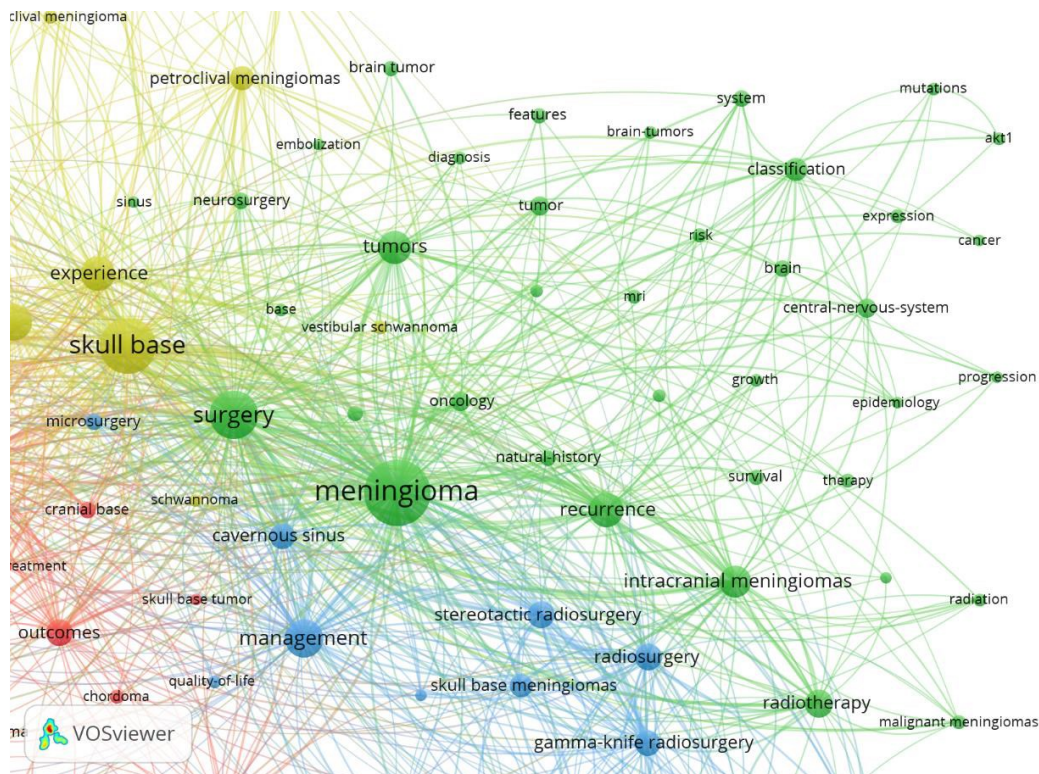 clival meningioma
petroclival meningiomas
brain tumor
system
mutations
features
brain-tumors
akt1
embolization
diagnosis
classification
sinus
neurosurgery
tumor
expression
risk
cancer
tumors
experience
brain
mri
base
central-nervous-system
vestibular schwannoma
skull base
growth
progression
oncology
epidemiology
surgery
microsurgery
natural-history
survival
therapy
meningioma
schwannoma
cranial base
recurrence
cavernous sinus
reatment
intracranial meningiomas
skull base tumor
radiation
stereotactic radiosurgery
outcomes
management
radiosurgery
quality-of-life
skull base meningiomas
chordoma
radiotherapy
malignant meningiomas
ma
VOSviewer
gamma-knife radiosurgery